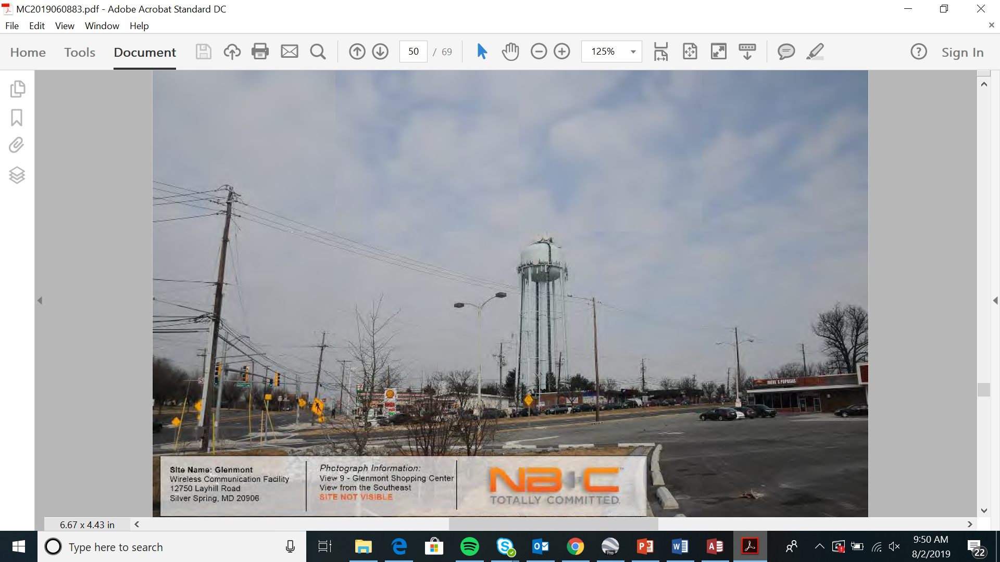 MC2019060883.pdf - Adobe Acrobat Standard DC
File Edit View Window Help
Home Tools Document 50 / 69 125% Sign In
Site Name: Glenmont
Wireless Communication Facility
12750 Layhill Road
Silver Spring, MD 20906
Photograph Information:
View 9 - Glenmont Shopping Center
View from the Southeast
SITE NOT VISIBLE
NB+C
TOTALLY COMMITTED.
6.67 x 4.43 in
Type here to search
Pro
9:50 AM
8/2/2019
22